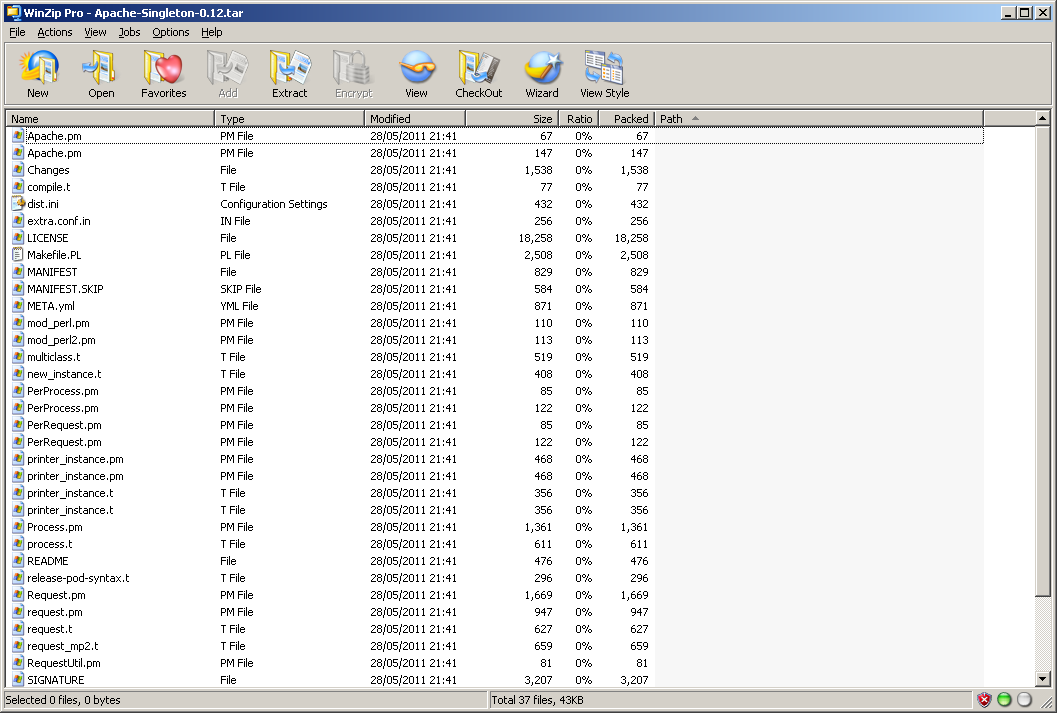 WinZip Pro - Apache-Singleton-0.12.tar
File Actions View Jobs Options Help
New Open Favorites Add Extract Encrypt View CheckOut Wizard View Style
Name Type Modified Size Ratio Packed Path
Apache.pm PM File 28/05/2011 21:41 67 0% 67
Apache.pm PM File 28/05/2011 21:41 147 0% 147
Changes File 28/05/2011 21:41 1,538 0% 1,538
compile.t T File 28/05/2011 21:41 77 0% 77
dist.ini Configuration Settings 28/05/2011 21:41 432 0% 432
extra.conf.in IN File 28/05/2011 21:41 256 0% 256
LICENSE File 28/05/2011 21:41 18,258 0% 18,258
Makefile.PL PL File 28/05/2011 21:41 2,508 0% 2,508
MANIFEST File 28/05/2011 21:41 829 0% 829
MANIFEST.SKIP SKIP File 28/05/2011 21:41 584 0% 584
META.yml YML File 28/05/2011 21:41 871 0% 871
mod_perl.pm PM File 28/05/2011 21:41 110 0% 110
mod_perl2.pm PM File 28/05/2011 21:41 113 0% 113
multiclass.t T File 28/05/2011 21:41 519 0% 519
new_instance.t T File 28/05/2011 21:41 408 0% 408
PerProcess.pm PM File 28/05/2011 21:41 85 0% 85
PerProcess.pm PM File 28/05/2011 21:41 122 0% 122
PerRequest.pm PM File 28/05/2011 21:41 85 0% 85
PerRequest.pm PM File 28/05/2011 21:41 122 0% 122
printer_instance.pm PM File 28/05/2011 21:41 468 0% 468
printer_instance.pm PM File 28/05/2011 21:41 468 0% 468
printer_instance.t T File 28/05/2011 21:41 356 0% 356
printer_instance.t T File 28/05/2011 21:41 356 0% 356
Process.pm PM File 28/05/2011 21:41 1,361 0% 1,361
process.t T File 28/05/2011 21:41 611 0% 611
README File 28/05/2011 21:41 476 0% 476
release-pod-syntax.t T File 28/05/2011 21:41 296 0% 296
Request.pm PM File 28/05/2011 21:41 1,669 0% 1,669
request.pm PM File 28/05/2011 21:41 947 0% 947
request.t T File 28/05/2011 21:41 627 0% 627
request_mp2.t T File 28/05/2011 21:41 659 0% 659
RequestUtil.pm PM File 28/05/2011 21:41 81 0% 81
SIGNATURE File 28/05/2011 21:41 3,207 0% 3,207
Selected 0 files, 0 bytes Total 37 files, 43KB